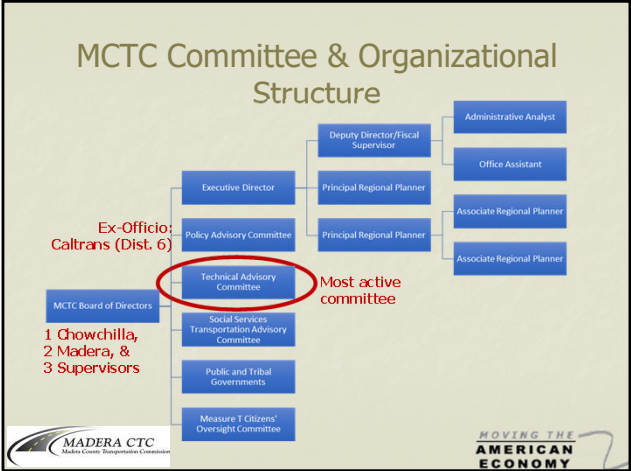 MCTC Committee & Organizational
Structure
Administrative Analyst
Deputy Director/Fiscal
Supervisor
Office Assistant
Executive Director
Principal Regional Planner
Associate Regional Planner
Ex-Officio:
Caltrans (Dist. 6)
Policy Advisory Committee
Principal Regional Planner
Associate Regional Planner
Technical Advisory
Committee
Most active
committee
MCTC Board of Directors
1 Chowchilla,
2 Madera, &
3 Supervisors
Social Services
Transportation Advisory
Committee
Public and Tribal
Governments
Measure T Citizens'
Oversight Committee
MADERA CTC
Madera County Transportation Commission
MOVING THE
AMERICAN
ECONOMY